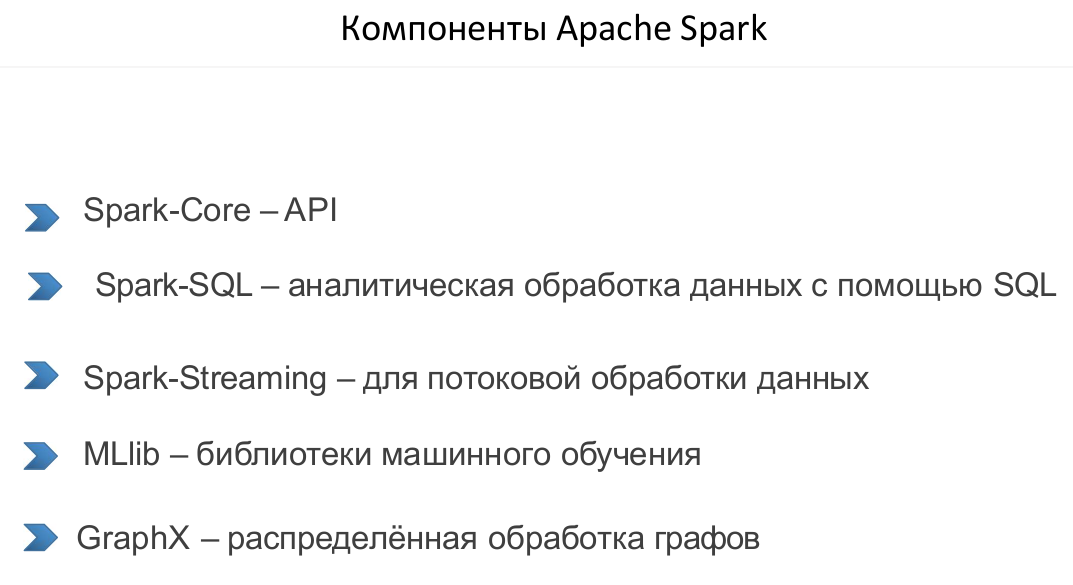 Компоненты Apache Spark
Spark-Core – API
Spark-SQL – аналитическая обработка данных с помощью SQL
Spark-Streaming – для потоковой обработки данных
MLlib – библиотеки машинного обучения
GraphX – распределённая обработка графов